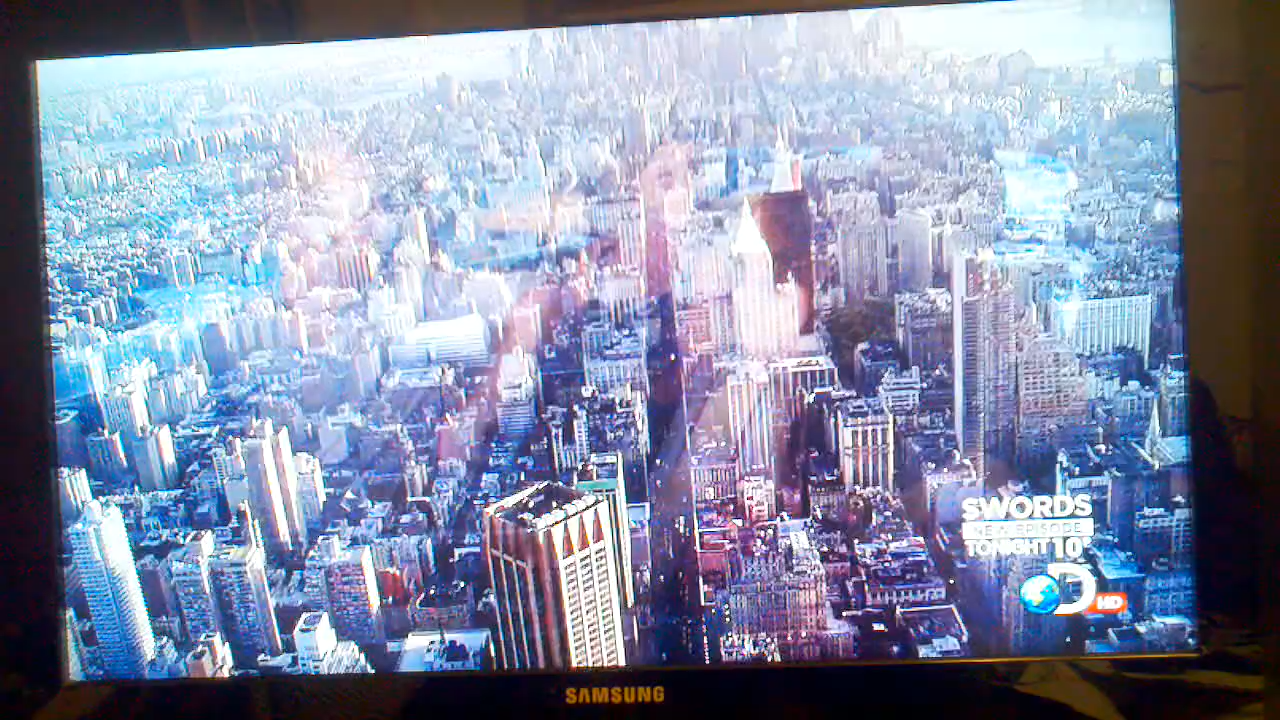 SWORDS
NEW EPISODE
TONIGHT 10
D HD
SAMSUNG